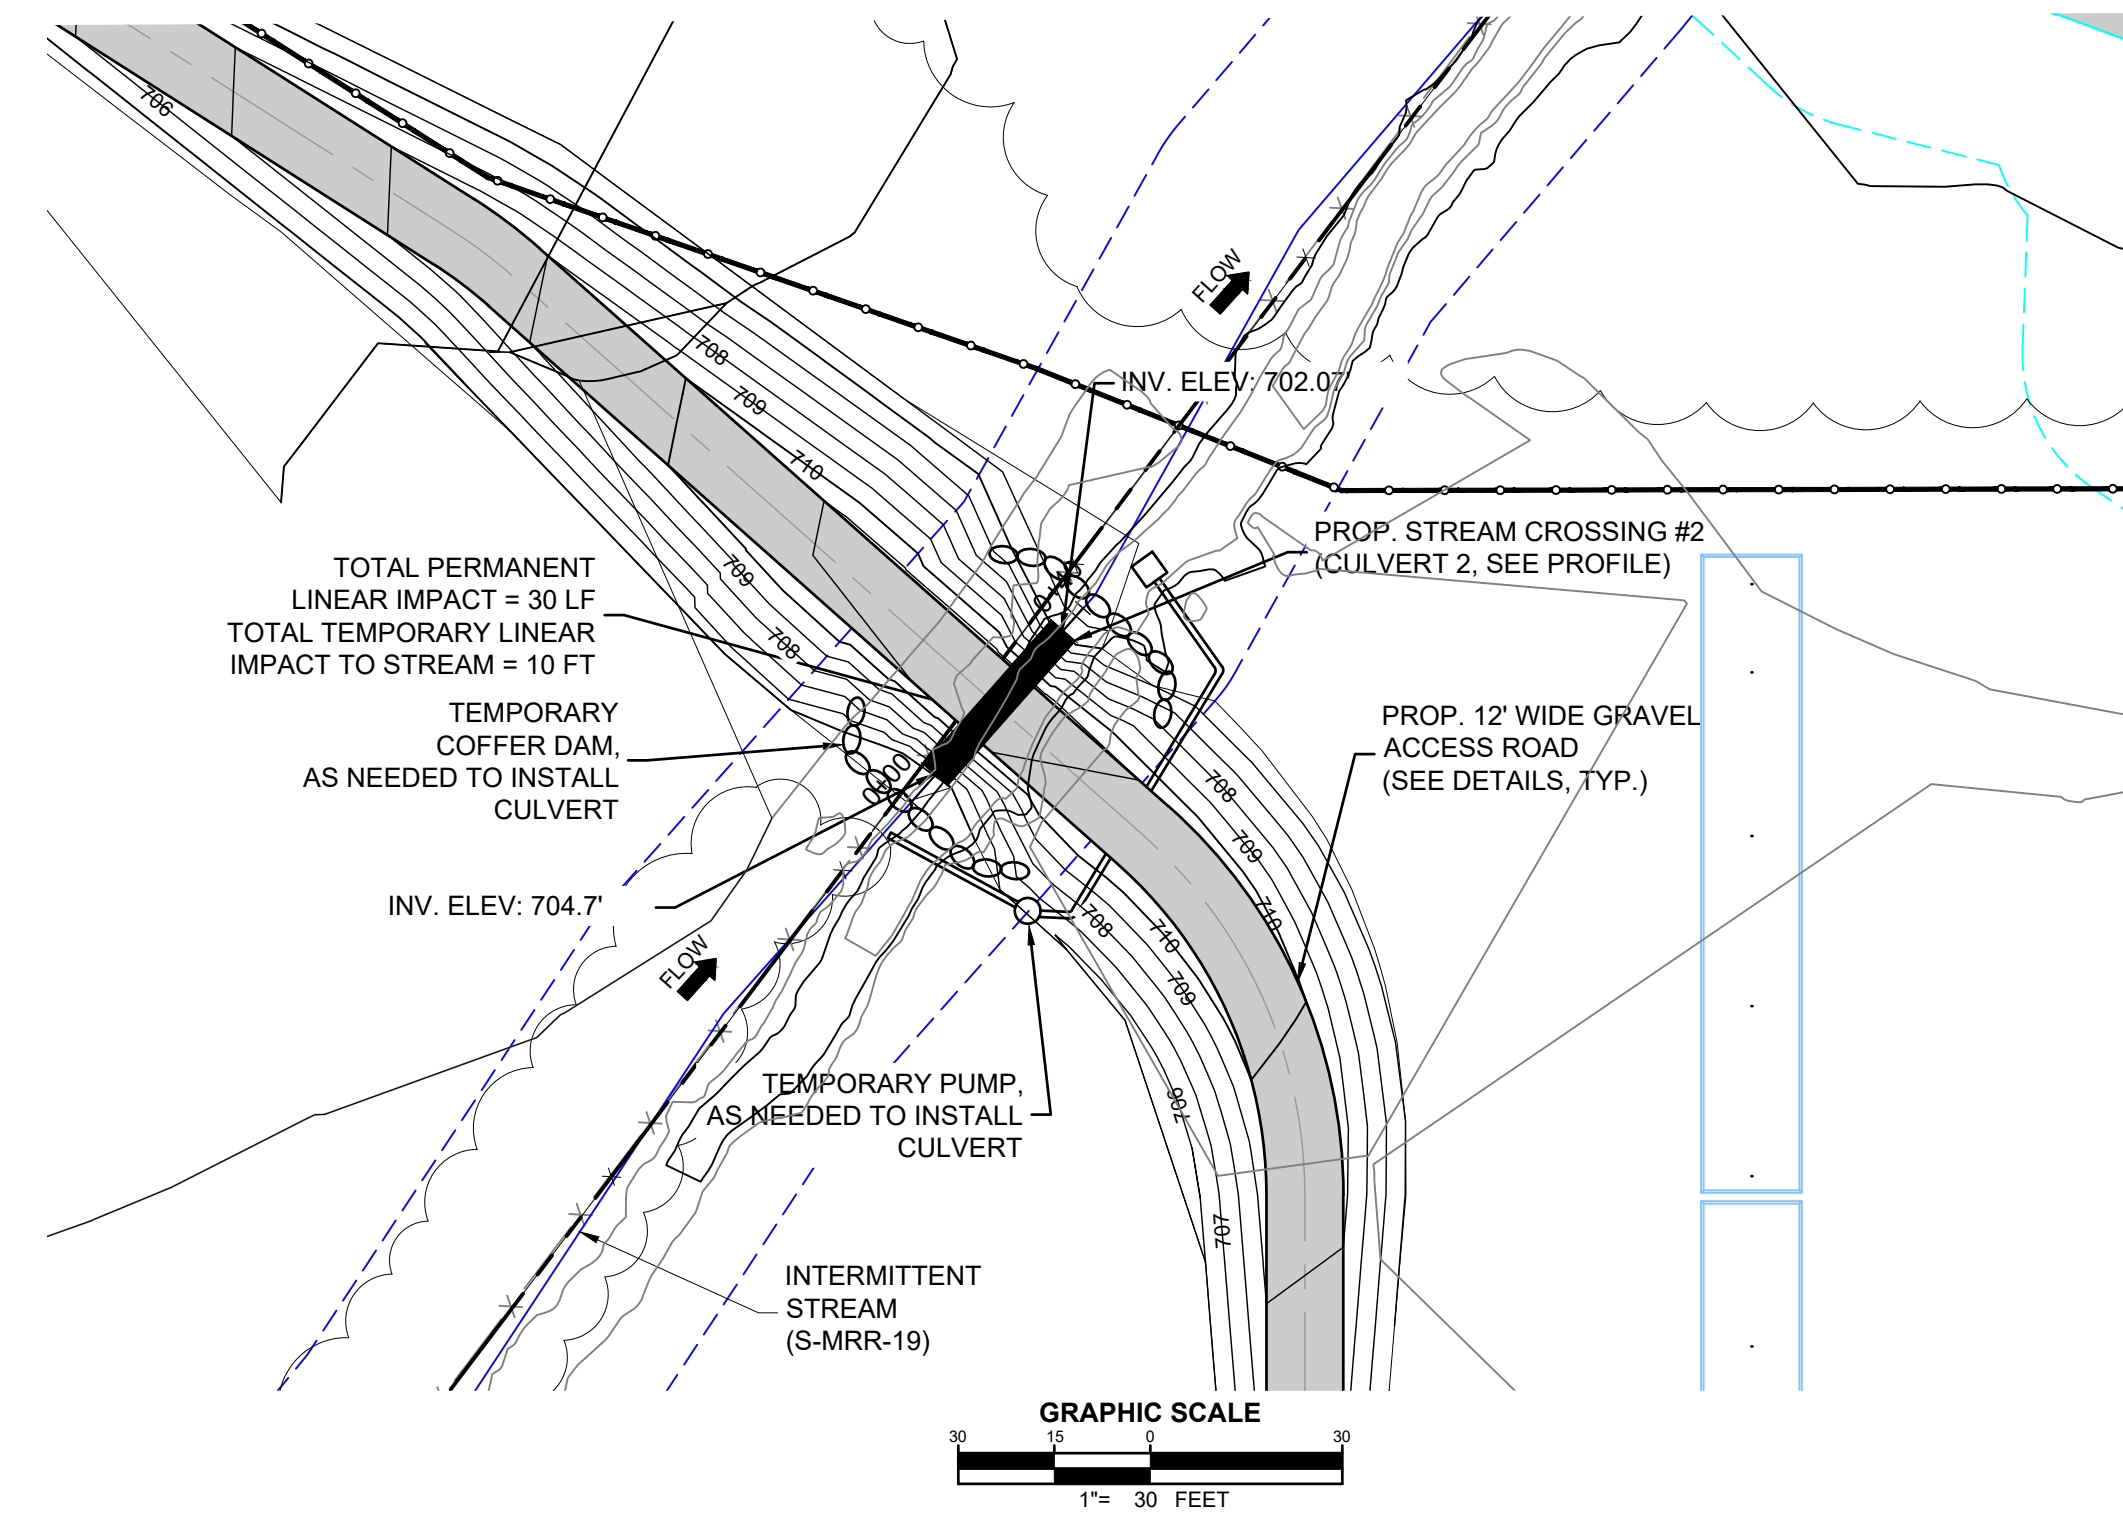 706
FLOW
708
INV. ELEV: 702.07'
709
710
PROP. STREAM CROSSING #2
(CULVERT 2, SEE PROFILE)
TOTAL PERMANENT
LINEAR IMPACT = 30 LF
TOTAL TEMPORARY LINEAR
IMPACT TO STREAM = 10 FT
709
708
TEMPORARY
COFFER DAM,
AS NEEDED TO INSTALL
CULVERT
0+00
PROP. 12' WIDE GRAVEL
ACCESS ROAD
(SEE DETAILS, TYP.)
708
709
710
INV. ELEV: 704.7'
FLOW
708
710
709
TEMPORARY PUMP,
AS NEEDED TO INSTALL
CULVERT
706
707
INTERMITTENT
STREAM
(S-MRR-19)
GRAPHIC SCALE
30 15 0 30
1"= 30 FEET